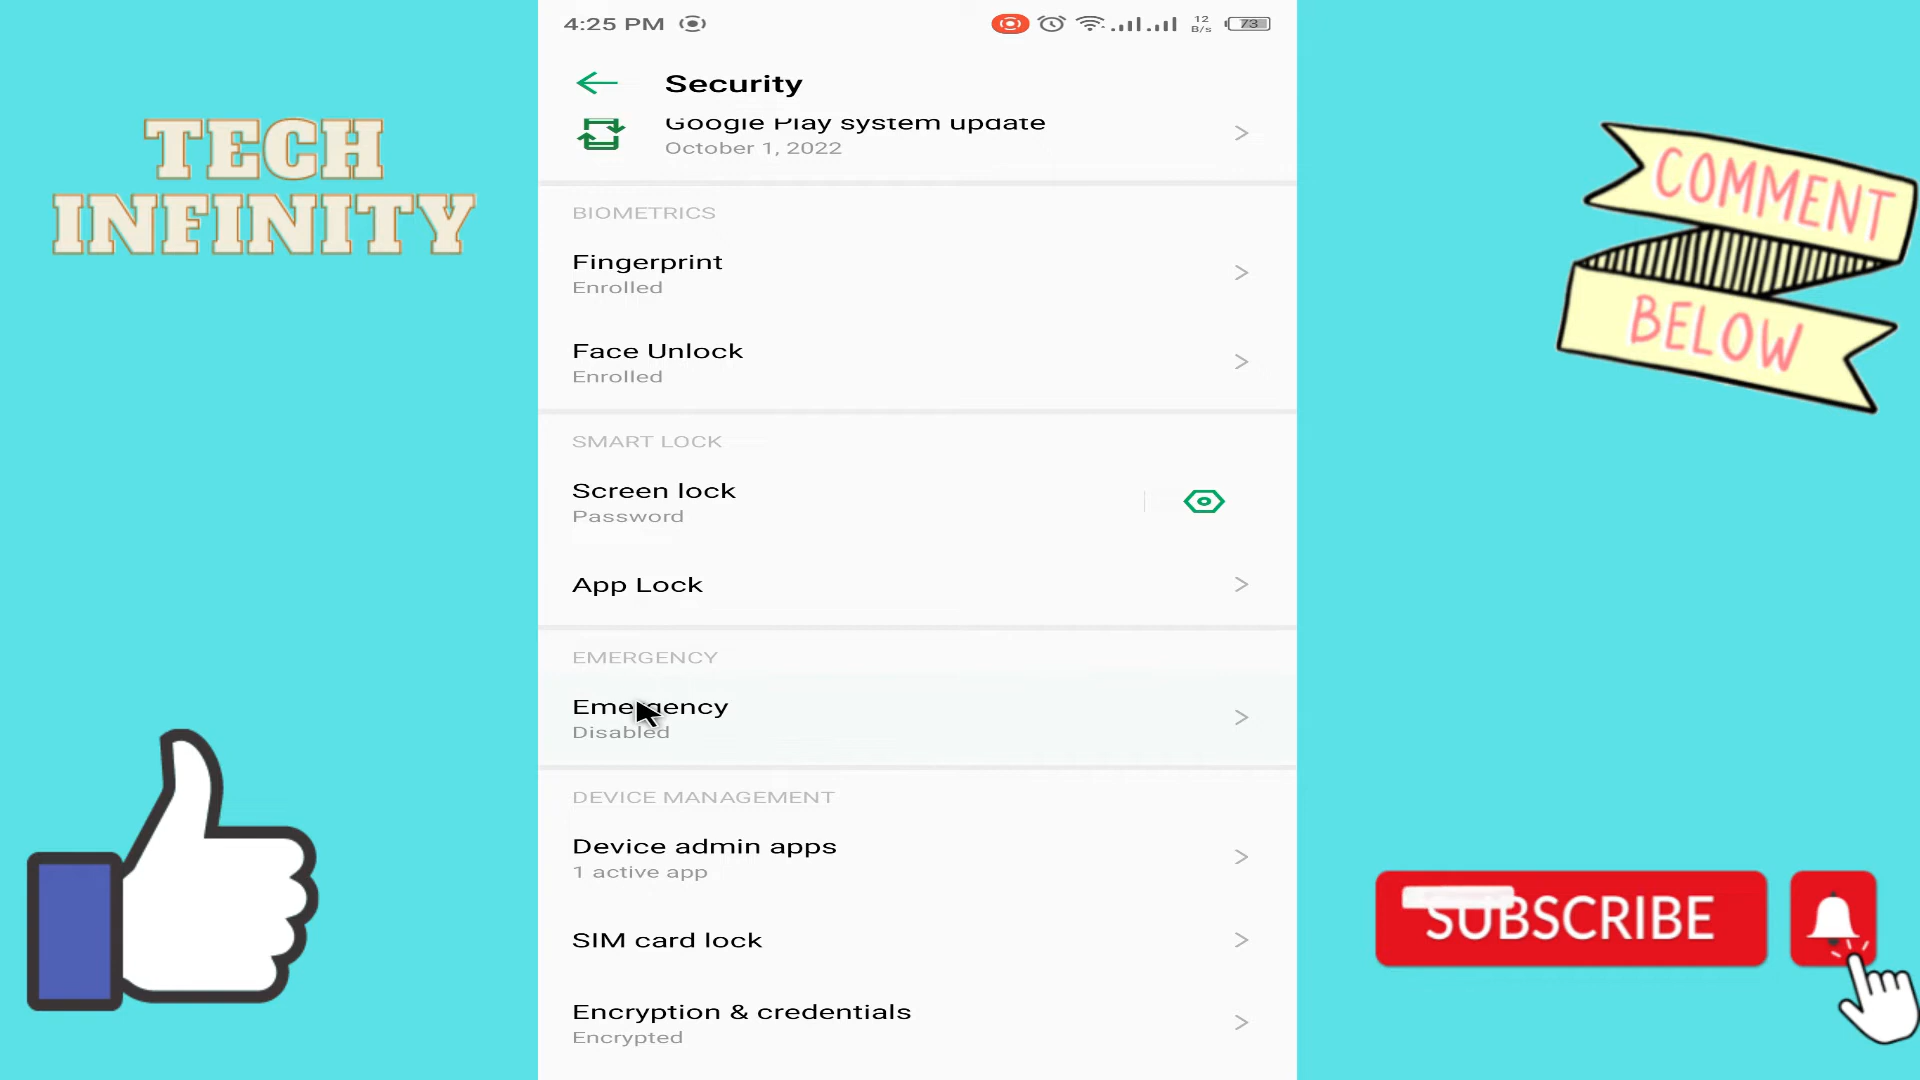 4:25 PM
12
B/s
73
Security
Google Play system update
October 1, 2022
BIOMETRICS
Fingerprint
Enrolled
Face Unlock
Enrolled
SMART LOCK
Screen lock
Password
App Lock
EMERGENCY
Emergency
Disabled
DEVICE MANAGEMENT
Device admin apps
1 active app
SIM card lock
Encryption & credentials
Encrypted
TECH
INFINITY
COMMENT
BELOW
SUBSCRIBE